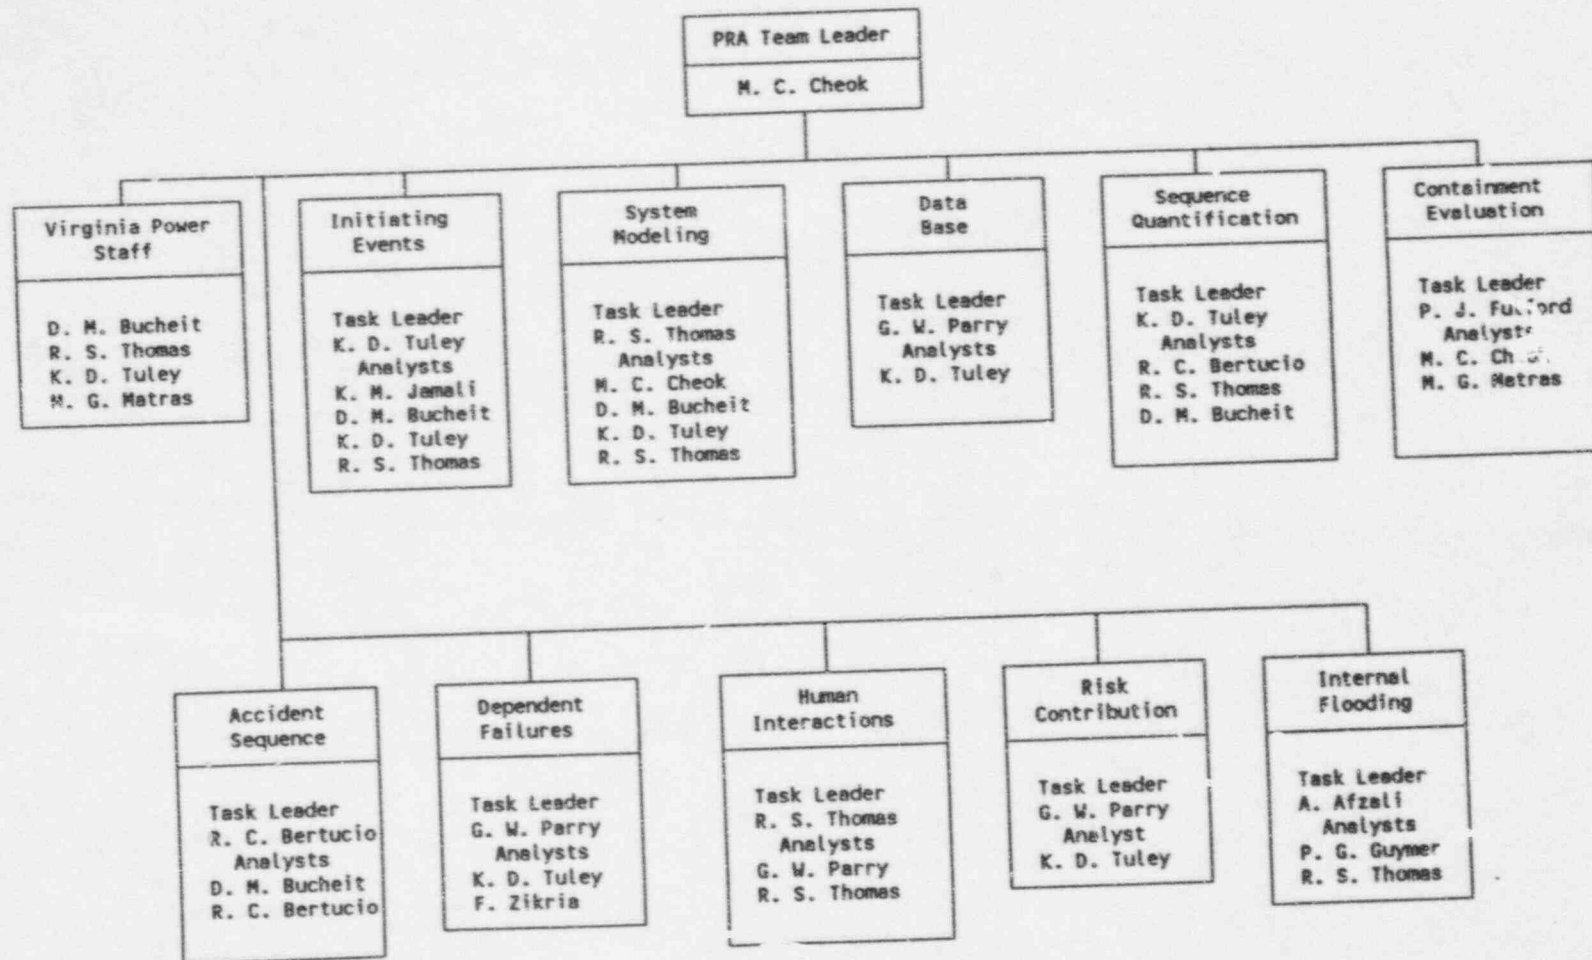 PRA Team Leader
M. C. Cheok
Virginia Power
Staff
D. M. Bucheit
R. S. Thomas
K. D. Tuley
M. G. Matras
Initiating
Events
Task Leader
K. D. Tuley
Analysts
K. M. Jamali
D. M. Bucheit
K. D. Tuley
R. S. Thomas
System
Modeling
Task Leader
R. S. Thomas
Analysts
M. C. Cheok
D. M. Bucheit
K. D. Tuley
R. S. Thomas
Data
Base
Task Leader
G. W. Parry
Analysts
K. D. Tuley
Sequence
Quantification
Task Leader
K. D. Tuley
Analysts
R. C. Bertucio
R. S. Thomas
D. M. Bucheit
Containment
Evaluation
Task Leader
P. J.
Analysts
M. C.
M. G. Matras
Accident
Sequence
Task Leader
R. C. Bertucio
Analysts
D. M. Bucheit
R. C. Bertucio
Dependent
Failures
Task Leader
G. W. Parry
Analysts
K. D. Tuley
F. Zikria
Human
Interactions
Task Leader
R. S. Thomas
Analysts
G. W. Parry
R. S. Thomas
Risk
Contribution
Task Leader
G. W. Parry
Analyst
K. D. Tuley
Internal
Flooding
Task Leader
A. Afzali
Analysts
P. G. Guymer
R. S. Thomas